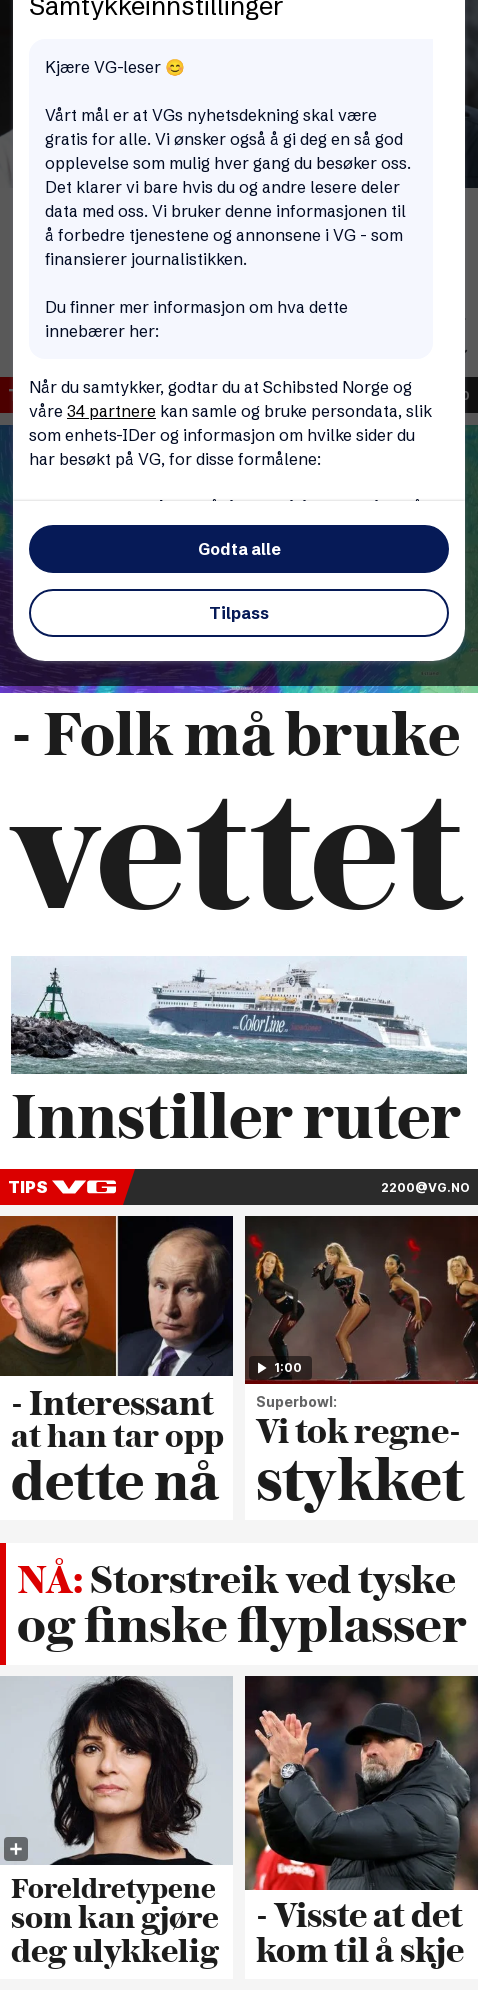 Samtykkeinnstillinger
Kjære VG-leser 😊
Vårt mål er at VGs nyhetsdekning skal være
gratis for alle. Vi ønsker også å gi deg en så god
opplevelse som mulig hver gang du besøker oss.
Det klarer vi bare hvis du og andre lesere deler
data med oss. Vi bruker denne informasjonen til
å forbedre tjenestene og annonsene i VG - som
finansierer journalistikken.
Du finner mer informasjon om hva dette
innebærer her:
Når du samtykker, godtar du at Schibsted Norge og
våre 34 partnere kan samle og bruke persondata, slik
som enhets-IDer og informasjon om hvilke sider du
har besøkt på VG, for disse formålene:
Godta alle
Tilpass
- Folk må bruke
vettet
Color Line
Innstiller ruter
TIPS VG
2200@VG.NO
- Interessant
at han tar opp
dette nå
1:00
Superbowl:
Vi tok regne-
stykket
NÅ: Storstreik ved tyske
og finske flyplasser
Foreldretypene
som kan gjøre
deg ulykkelig
Expedia
- Visste at det
kom til å skje